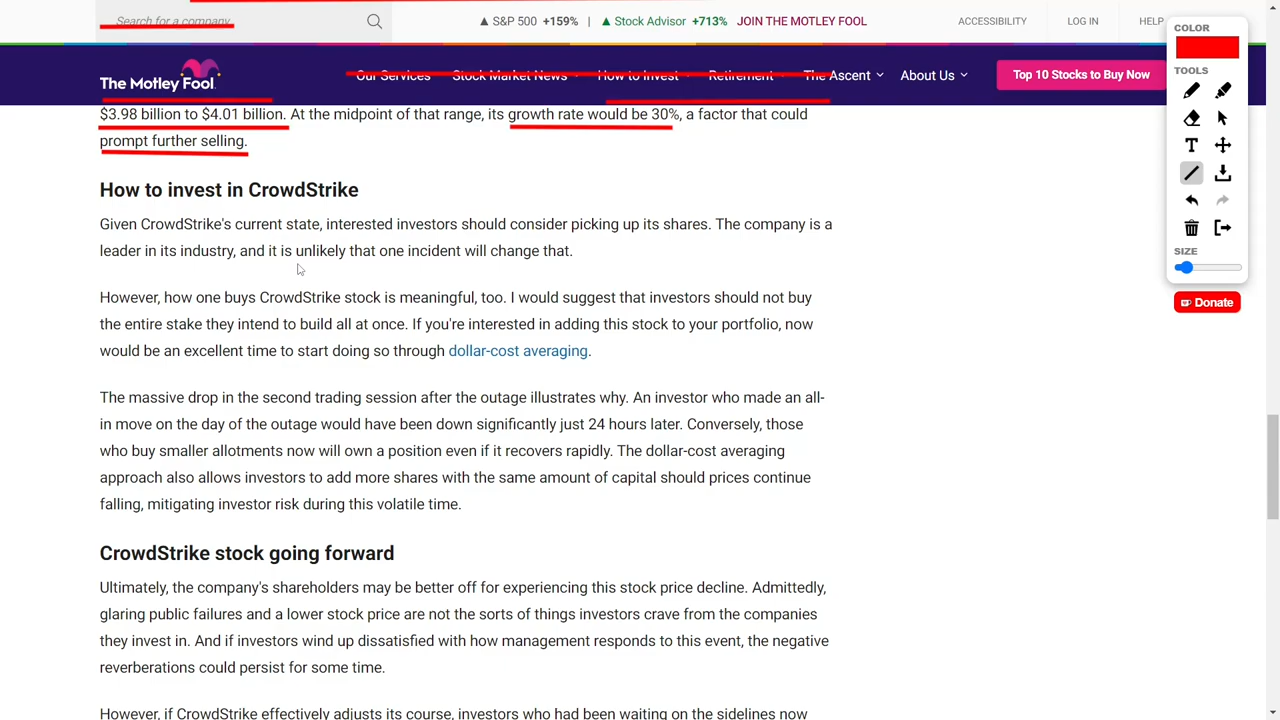 Search for a company
▲ S&P 500 +159% | ▲ Stock Advisor +713% JOIN THE MOTLEY FOOL
ACCESSIBILITY LOG IN HELP
The Motley Fool
Our Services Stock Market News How to Invest Retirement The Ascent About Us
Top 10 Stocks to Buy Now
$3.98 billion to $4.01 billion. At the midpoint of that range, its growth rate would be 30%, a factor that could
prompt further selling.
How to invest in CrowdStrike
Given CrowdStrike's current state, interested investors should consider picking up its shares. The company is a
leader in its industry, and it is unlikely that one incident will change that.
However, how one buys CrowdStrike stock is meaningful, too. I would suggest that investors should not buy
the entire stake they intend to build all at once. If you're interested in adding this stock to your portfolio, now
would be an excellent time to start doing so through dollar-cost averaging.
The massive drop in the second trading session after the outage illustrates why. An investor who made an all-
in move on the day of the outage would have been down significantly just 24 hours later. Conversely, those
who buy smaller allotments now will own a position even if it recovers rapidly. The dollar-cost averaging
approach also allows investors to add more shares with the same amount of capital should prices continue
falling, mitigating investor risk during this volatile time.
CrowdStrike stock going forward
Ultimately, the company's shareholders may be better off for experiencing this stock price decline. Admittedly,
glaring public failures and a lower stock price are not the sorts of things investors crave from the companies
they invest in. And if investors wind up dissatisfied with how management responds to this event, the negative
reverberations could persist for some time.
However, if CrowdStrike effectively adjusts its course, investors who had been waiting on the sidelines now
COLOR
TOOLS
T
SIZE
Donate